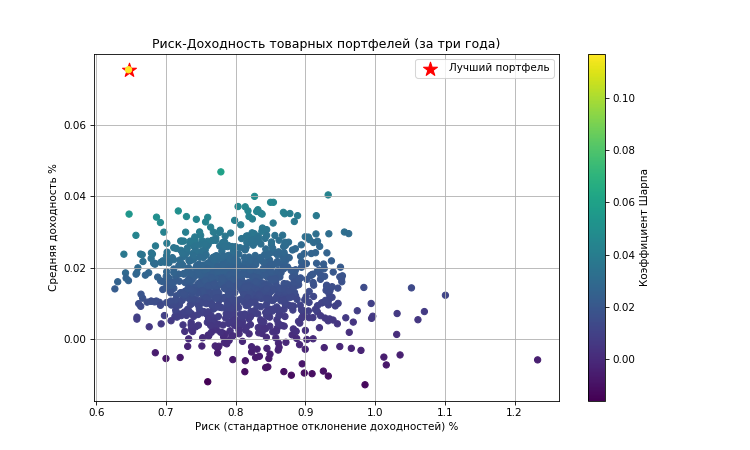 Риск-Доходность товарных портфелей (за три года)
Лучший портфель
Средняя доходность %
0.06
0.04
0.02
0.00
0.6 0.7 0.8 0.9 1.0 1.1 1.2
Риск (стандартное отклонение доходностей) %
0.10
0.08
0.06
0.04
0.02
0.00
Коэффициент Шарпа